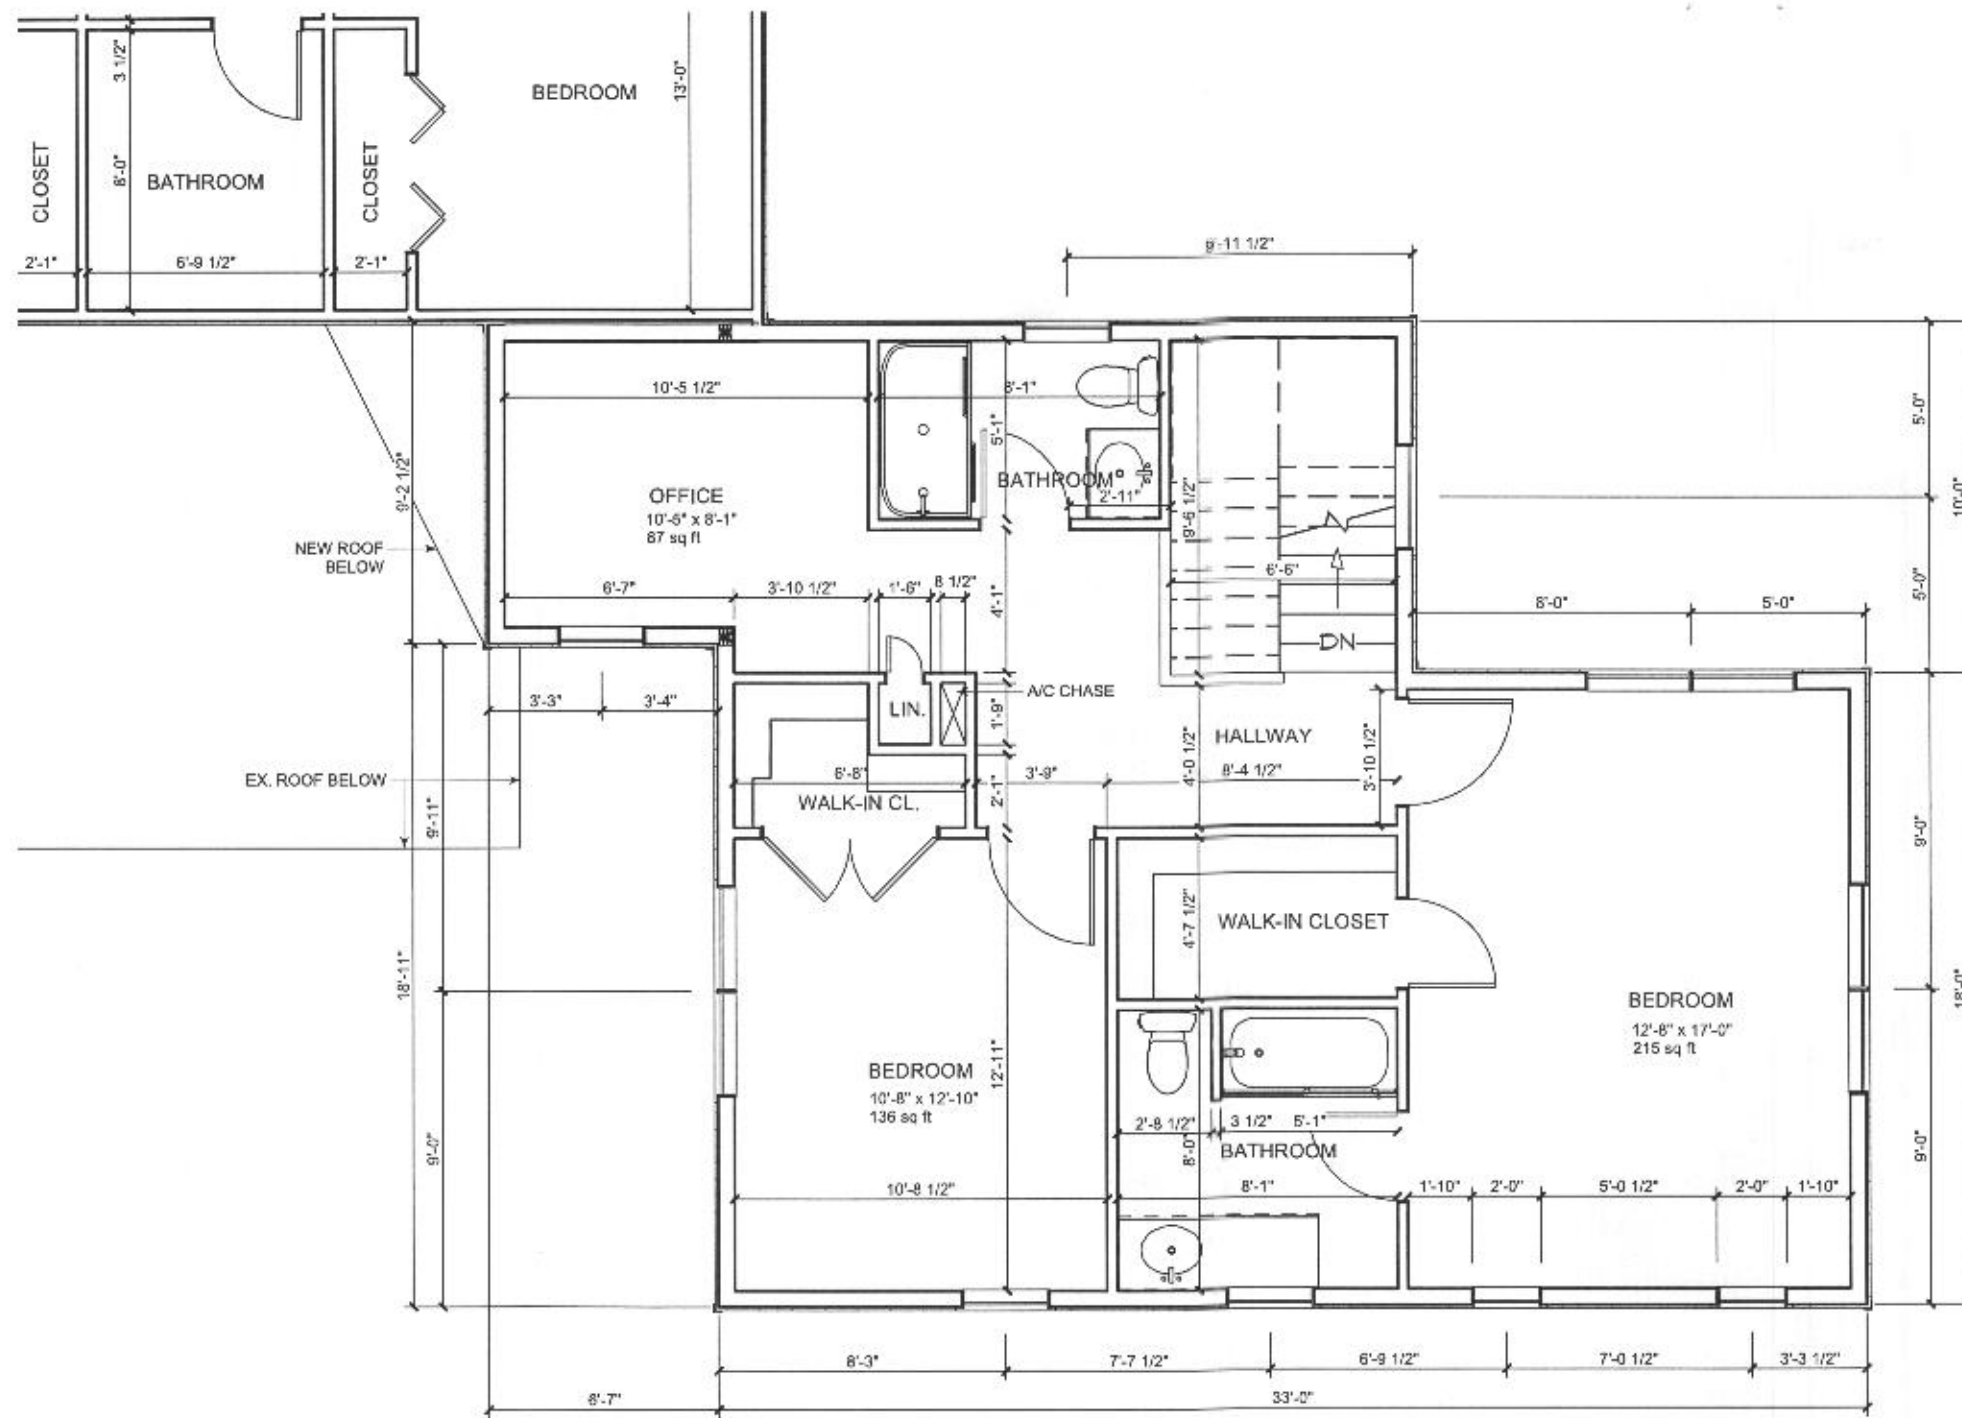 3 1/2"
BEDROOM
13'-0"
CLOSET
8'-0"
BATHROOM
CLOSET
2'-1"
6'-9 1/2"
2'-1"
9'-11 1/2"
10'-5 1/2"
8'-1"
5'-1"
5'-0"
9'-2 1/2"
OFFICE
10'-5" x 8'-1"
87 sq ft
BATHROOM
2'-11"
9'-6 1/2"
10'-0"
NEW ROOF
BELOW
6'-7"
3'-10 1/2"
1'-6"
8 1/2"
4'-1"
6'-6"
8'-0"
5'-0"
5'-0"
DN
3'-3"
3'-4"
LIN.
A/C CHASE
1'-9"
HALLWAY
4'-0 1/2"
3'-10 1/2"
EX. ROOF BELOW
6'-8"
3'-9"
8'-4 1/2"
WALK-IN CL.
2'-1"
9'-11"
9'-0"
4'-7 1/2"
WALK-IN CLOSET
18'-11"
18'-0"
BEDROOM
12'-8" x 17'-0"
215 sq ft
BEDROOM
10'-8" x 12'-10"
136 sq ft
12'-11"
2'-8 1/2"
3 1/2"
5'-1"
9'-0"
8'-0"
BATHROOM
9'-0"
10'-8 1/2"
8'-1"
1'-10"
2'-0"
5'-0 1/2"
2'-0"
1'-10"
8'-3"
7'-7 1/2"
6'-9 1/2"
7'-0 1/2"
3'-3 1/2"
6'-7"
33'-0"